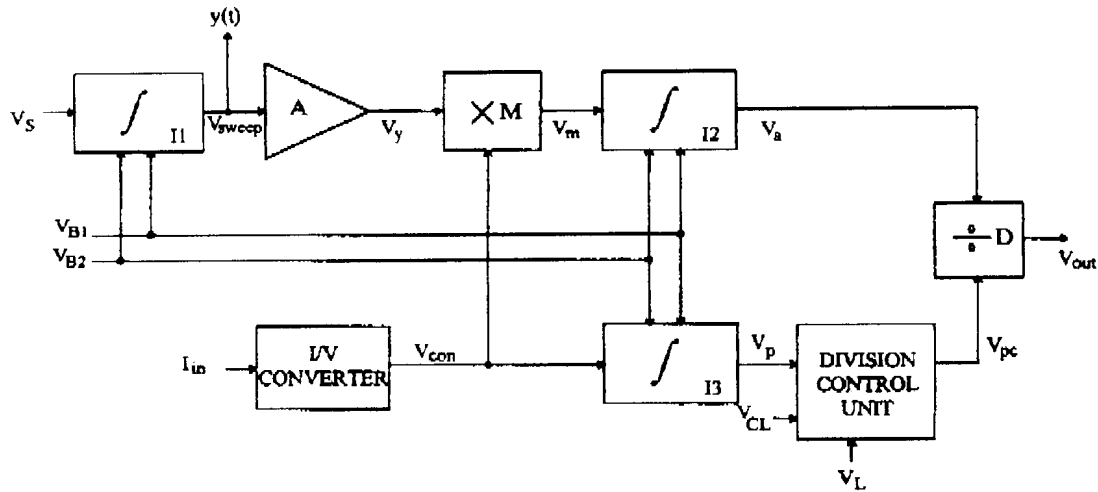 y(t)
V_S
∫
I1
V_sweep
A
V_y
× M
V_m
∫
I2
V_a
V_B1
V_B2
÷ D
V_out
I_in
I/V
CONVERTER
V_con
∫
I3
V_p
V_CL
DIVISION
CONTROL
UNIT
V_pc
V_L